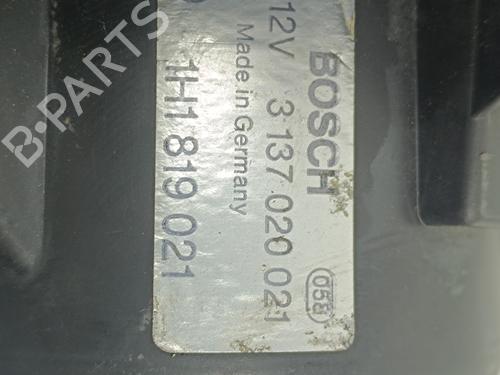 BOSCH
12V 3 137 020 021
Made in Germany
1H1 819 021
058
B-PARTS